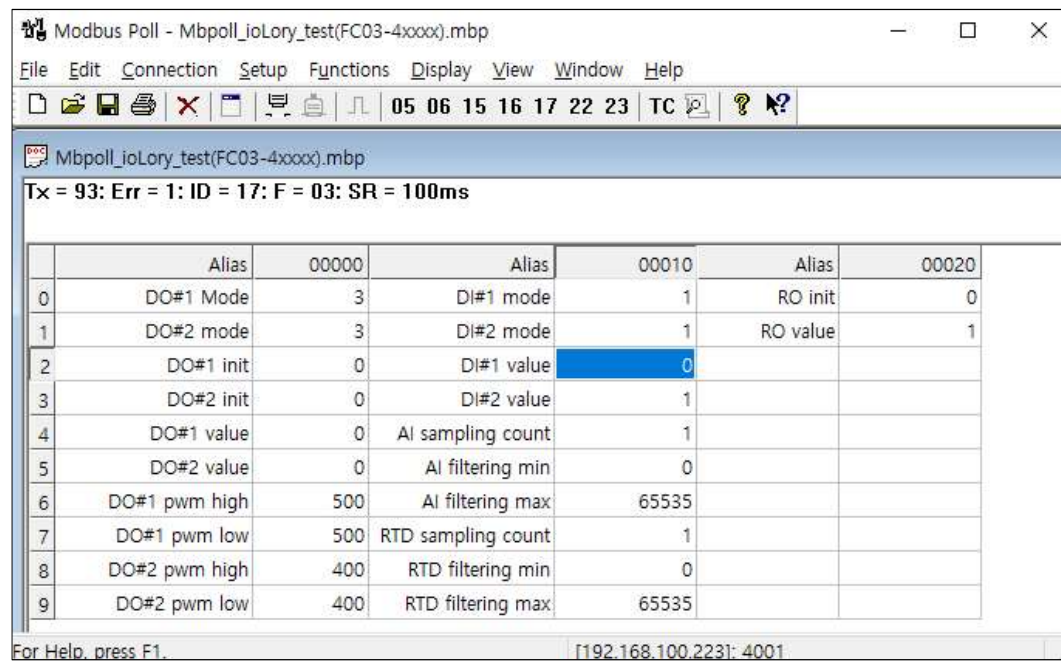 Modbus Poll - Mbpoll_ioLory_test(FC03-4xxxx).mbp
File Edit Connection Setup Functions Display View Window Help
05 06 15 16 17 22 23 TC
Mbpoll_ioLory_test(FC03-4xxxx).mbp
Tx = 93: Err = 1: ID = 17: F = 03: SR = 100ms
Alias 00000 Alias 00010 Alias 00020
0 DO#1 Mode 3 DI#1 mode 1 RO init 0
1 DO#2 mode 3 DI#2 mode 1 RO value 1
2 DO#1 init 0 DI#1 value 0
3 DO#2 init 0 DI#2 value 1
4 DO#1 value 0 AI sampling count 1
5 DO#2 value 0 AI filtering min 0
6 DO#1 pwm high 500 AI filtering max 65535
7 DO#1 pwm low 500 RTD sampling count 1
8 DO#2 pwm high 400 RTD filtering min 0
9 DO#2 pwm low 400 RTD filtering max 65535
For Help, press F1. [192.168.100.223]: 4001